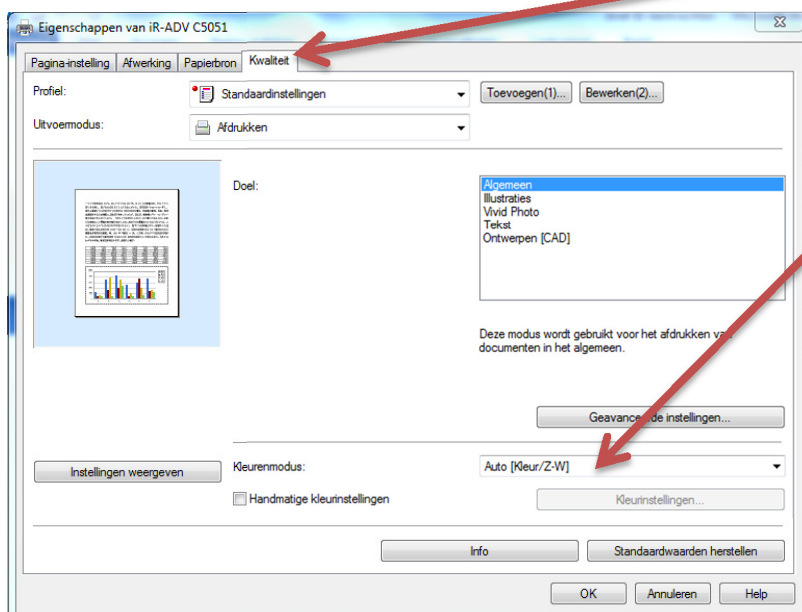 Eigenschappen van iR-ADV C5051
Pagina-instelling Afwerking Papierbron Kwaliteit
Profiel: Standaardinstellingen Toevoegen(1)... Bewerken(2)...
Uitvoermodus: Afdrukken
Doel: Algemeen
Illustraties
Vivid Photo
Tekst
Ontwerpen [CAD]
Deze modus wordt gebruikt voor het afdrukken van
documenten in het algemeen.
instellingen...
Instellingen weergeven Kleurenmodus: Auto [Kleur/Z-W]
Handmatige kleurinstellingen Kleurinstellingen...
Info Standaardwaarden herstellen
OK Annuleren Help